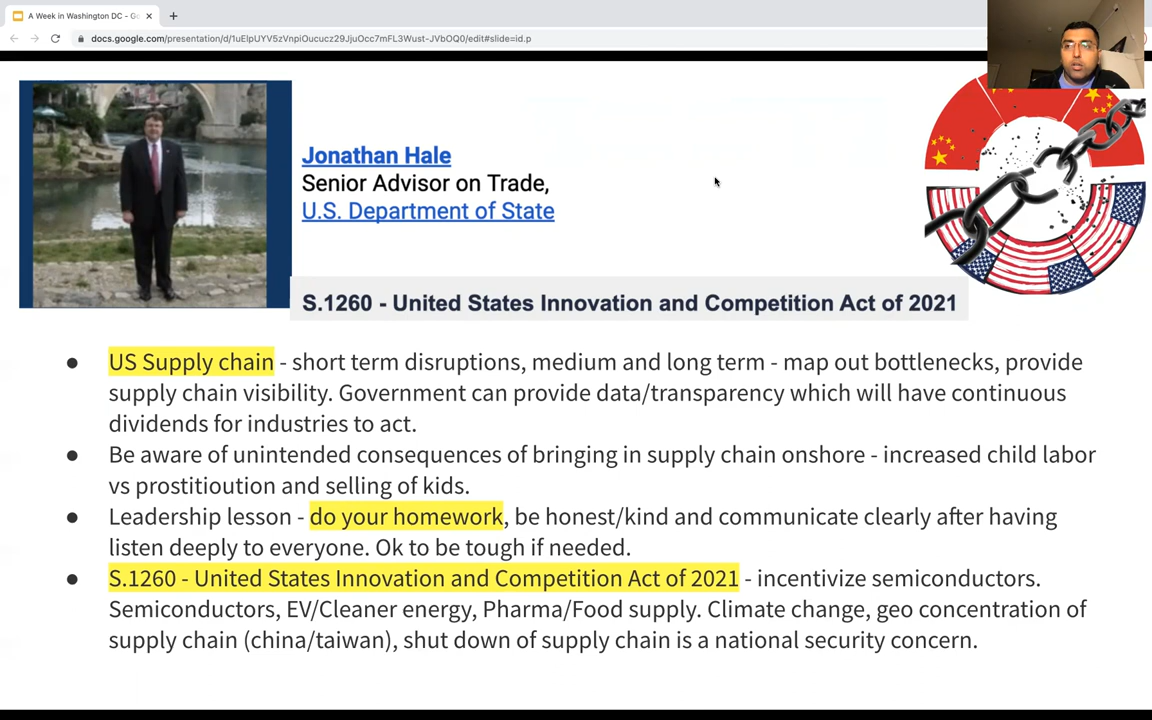 A Week in Washington DC - Go
docs.google.com/presentation/d/1uElpUYV5zVnpiOucucz29JjuOcc7mFL3Wust-JVbOQ0/edit#slide=id.p
Jonathan Hale
Senior Advisor on Trade,
U.S. Department of State
S.1260 - United States Innovation and Competition Act of 2021
● US Supply chain - short term disruptions, medium and long term - map out bottlenecks, provide
supply chain visibility. Government can provide data/transparency which will have continuous
dividends for industries to act.
● Be aware of unintended consequences of bringing in supply chain onshore - increased child labor
vs prostitioution and selling of kids.
● Leadership lesson - do your homework, be honest/kind and communicate clearly after having
listen deeply to everyone. Ok to be tough if needed.
● S.1260 - United States Innovation and Competition Act of 2021 - incentivize semiconductors.
Semiconductors, EV/Cleaner energy, Pharma/Food supply. Climate change, geo concentration of
supply chain (china/taiwan), shut down of supply chain is a national security concern.